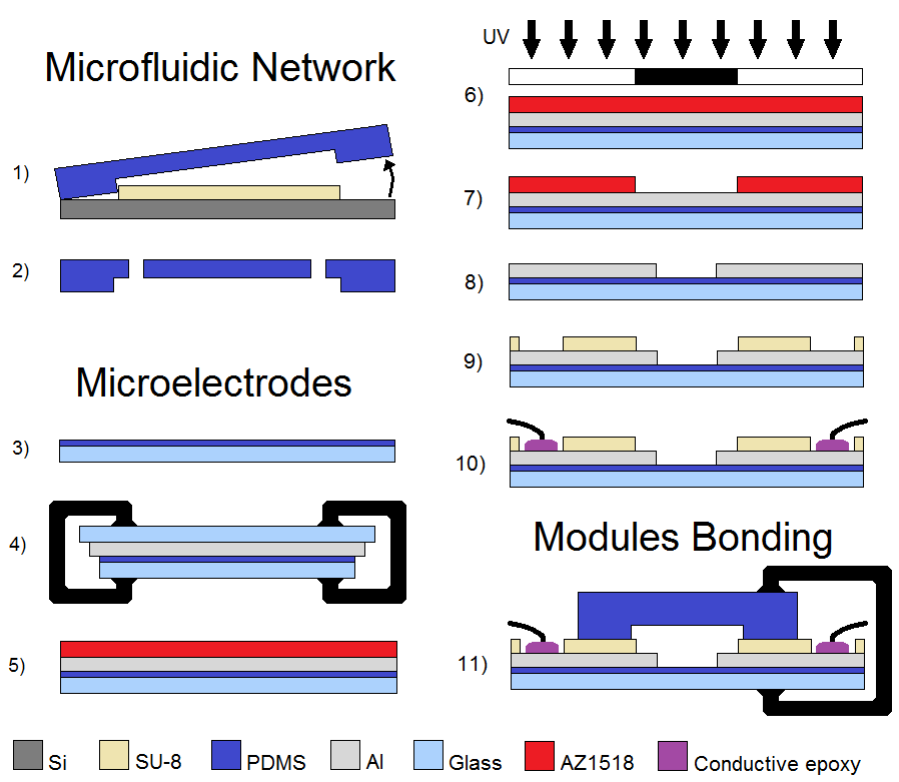 Microfluidic Network
1)
2)
Microelectrodes
3)
4)
5)
UV
6)
7)
8)
9)
10)
Modules Bonding
11)
Si SU-8 PDMS Al Glass AZ1518 Conductive epoxy